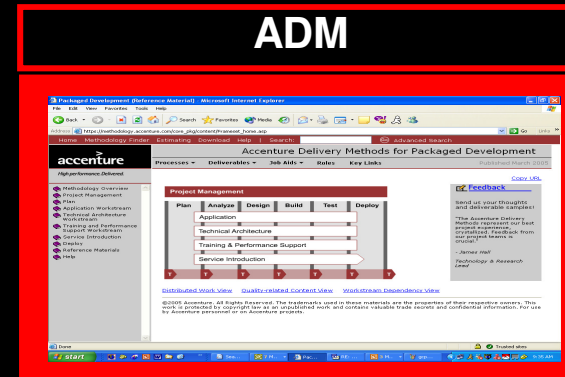 ADM
Packaged Development (Reference Material) - Microsoft Internet Explorer
File Edit View Favorites Tools Help
Back Search Favorites Media
Address https://methodology.accenture.com/core_pkg/content/frameset_home.asp Go Links
Home Methodology Finder Estimating Download Help | Search: Advanced Search
Accenture Delivery Methods for Packaged Development
accenture
Processes Deliverables Job Aids Roles Key Links Published March 2005
High performance. Delivered.
Copy URL
Methodology Overview
Project Management
Plan
Application Workstream
Technical Architecture
Workstream
Training and Performance
Support Workstream
Service Introduction
Deploy
Reference Materials
Help
Project Management
Plan Analyze Design Build Test Deploy
Application
Technical Architecture
Training & Performance Support
Service Introduction
T T T T T T
Feedback
Send us your thoughts
and deliverable samples!
"The Accenture Delivery
Methods represent our best
project experience,
crystallized. Feedback from
our project teams is
crucial."
- James Hall
Technology & Research
Lead
Distributed Work View Quality-related Content View Workstream Dependency View
©2005 Accenture. All Rights Reserved. The trademarks used in these materials are the properties of their respective owners. This
work is protected by copyright law as an unpublished work and contains valuable trade secrets and confidential information. For use
by Accenture personnel or on Accenture projects.
Done Trusted sites
start 9:35 AM